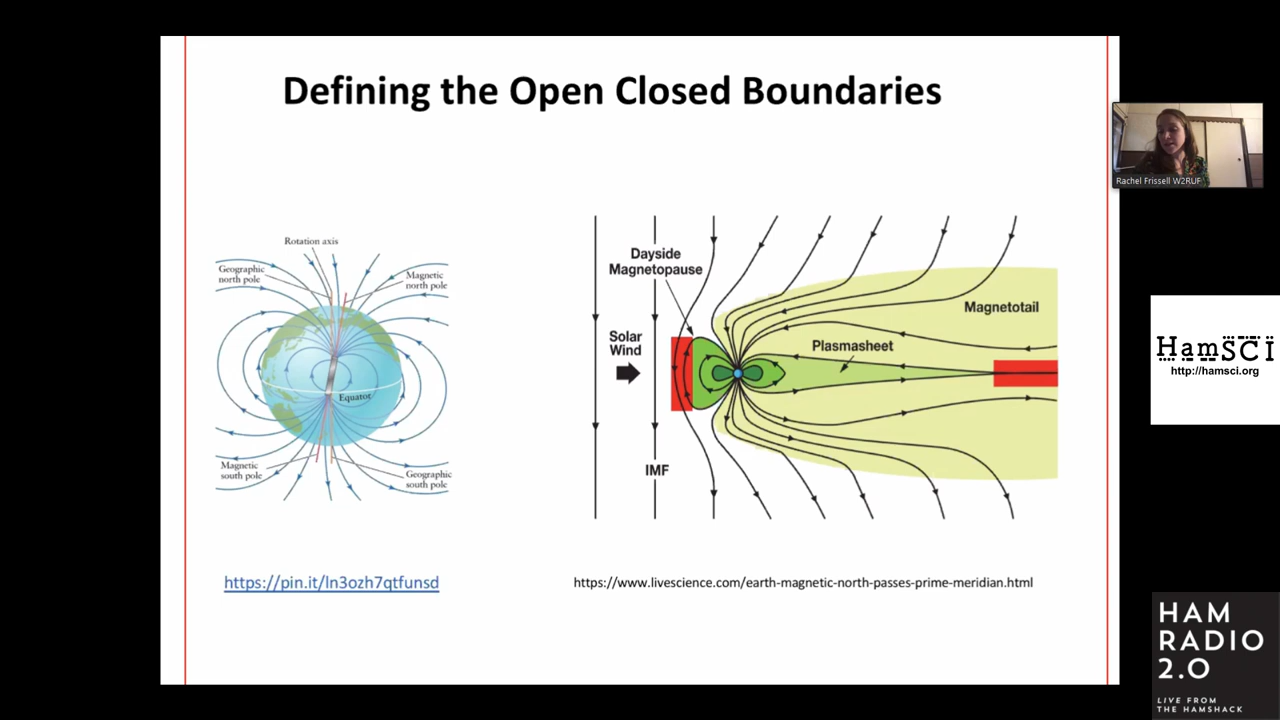 Defining the Open Closed Boundaries
Rotation axis
Geographic
north pole
Magnetic
north pole
Equator
Magnetic
south pole
Geographic
south pole
https://pin.it/ln3ozh7qtfunsd
Dayside
Magnetopause
Solar
Wind
IMF
Magnetotail
Plasmasheet
https://www.livescience.com/earth-magnetic-north-passes-prime-meridian.html
Rachel Frissell W2RUF
HamSCI
http://hamsci.org
HAM
RADIO
2.0
LIVE FROM
THE HAMSHACK